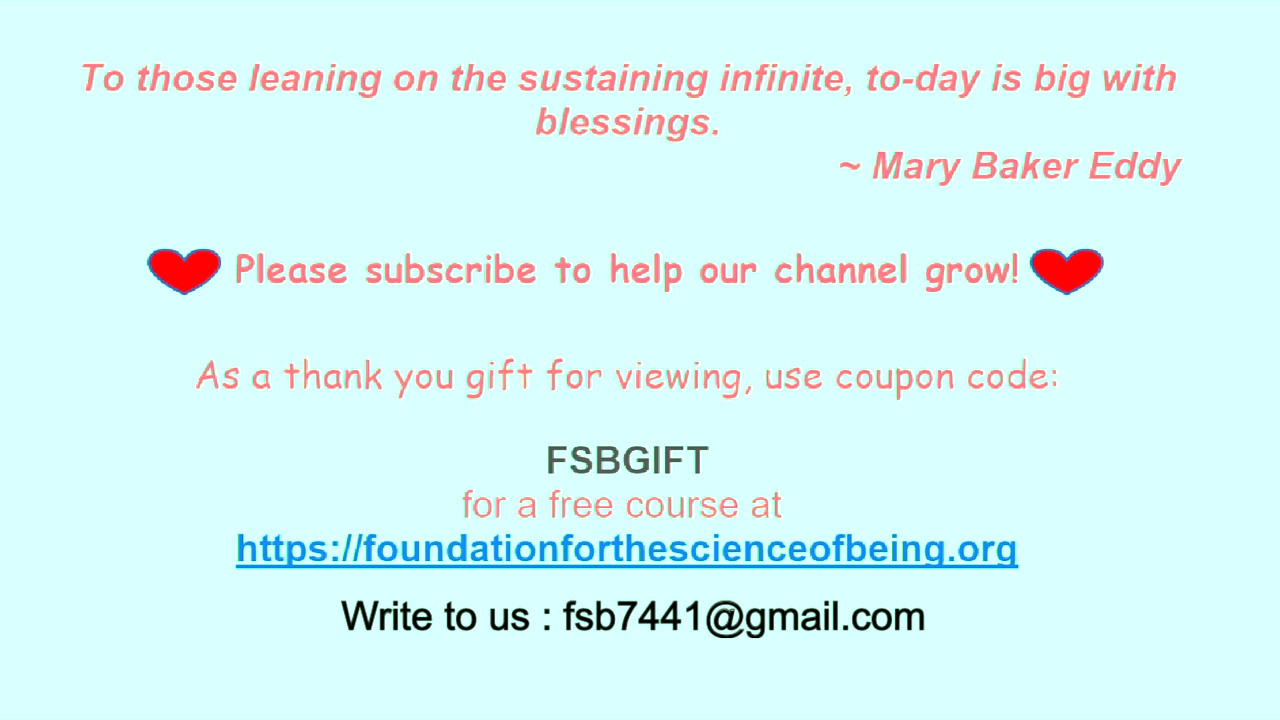 To those leaning on the sustaining infinite, to-day is big with
blessings.
~ Mary Baker Eddy
Please subscribe to help our channel grow!
As a thank you gift for viewing, use coupon code:
FSBGIFT
for a free course at
https://foundationforthescienceofbeing.org
Write to us : fsb7441@gmail.com